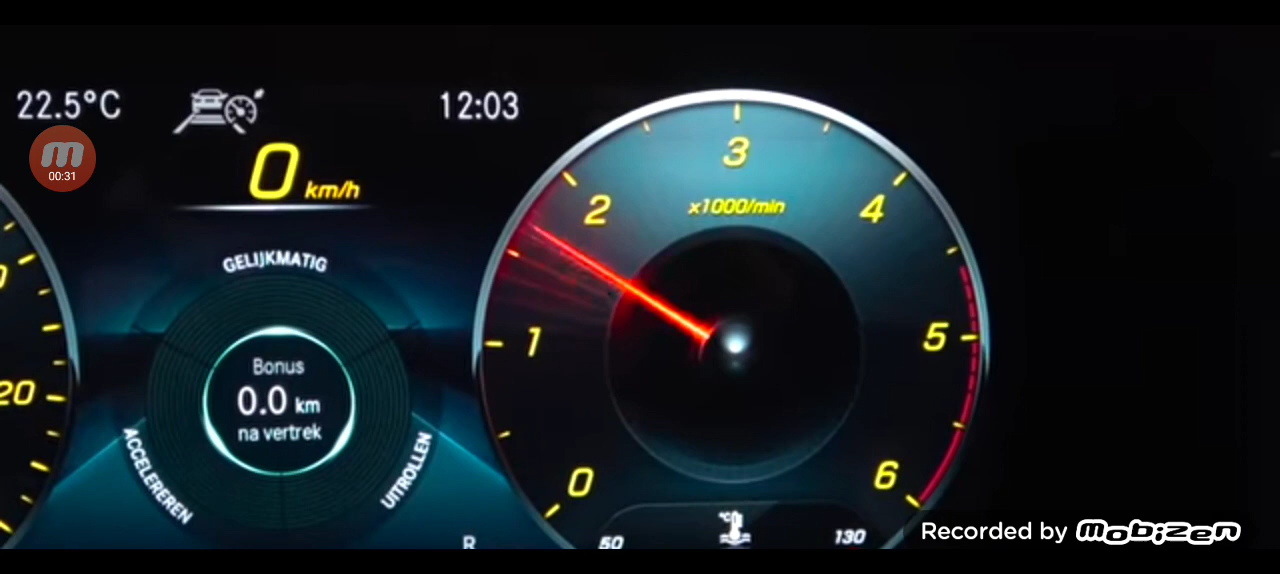 22.5°C
12:03
M
00:31
0 km/h
GELIJKMATIG
Bonus
0.0 km
na vertrek
ACCELEREREN
UITROLLEN
20
0
1
2
3
4
5
6
x1000/min
R
°C
50
130
Recorded by Mobizen